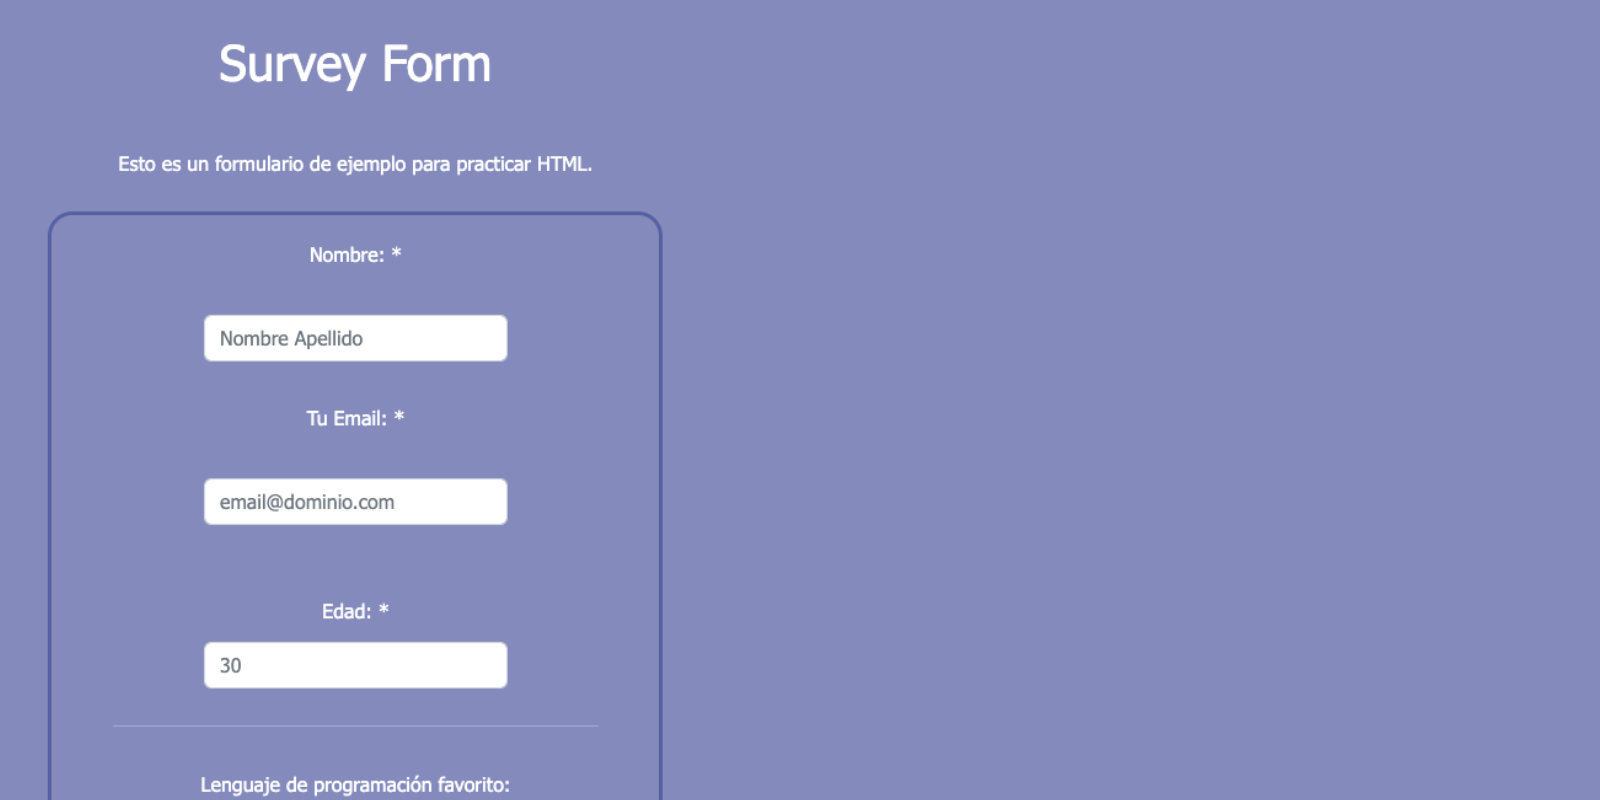 Survey Form
Esto es un formulario de ejemplo para practicar HTML.
Nombre: *
Nombre Apellido
Tu Email: *
email@dominio.com
Edad: *
30
Lenguaje de programación favorito: